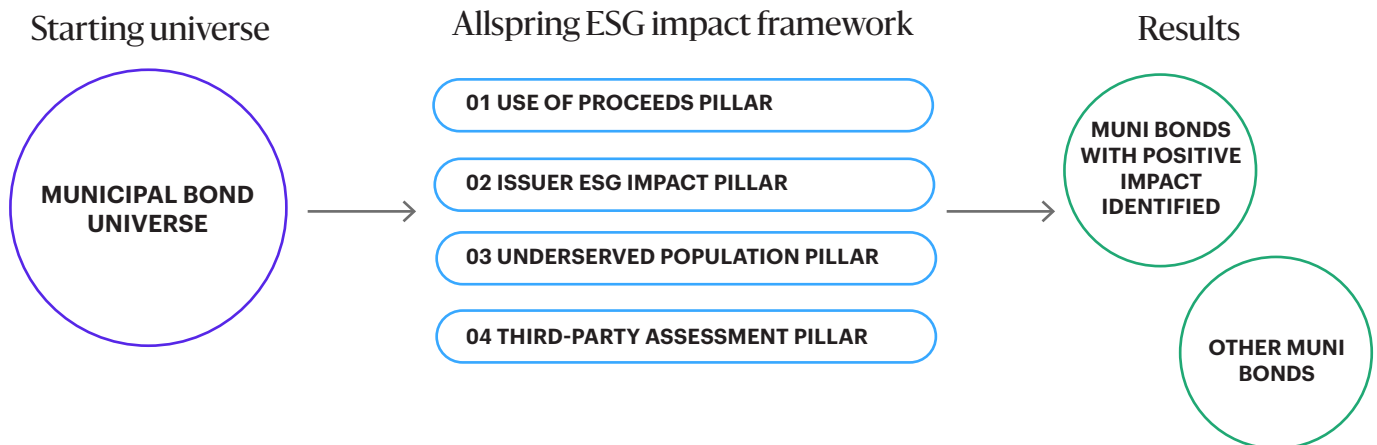 Starting universe
Allspring ESG impact framework
Results
MUNICIPAL BOND
UNIVERSE
01 USE OF PROCEEDS PILLAR
02 ISSUER ESG IMPACT PILLAR
03 UNDERSERVED POPULATION PILLAR
04 THIRD-PARTY ASSESSMENT PILLAR
MUNI BONDS
WITH POSITIVE
IMPACT
IDENTIFIED
OTHER MUNI
BONDS